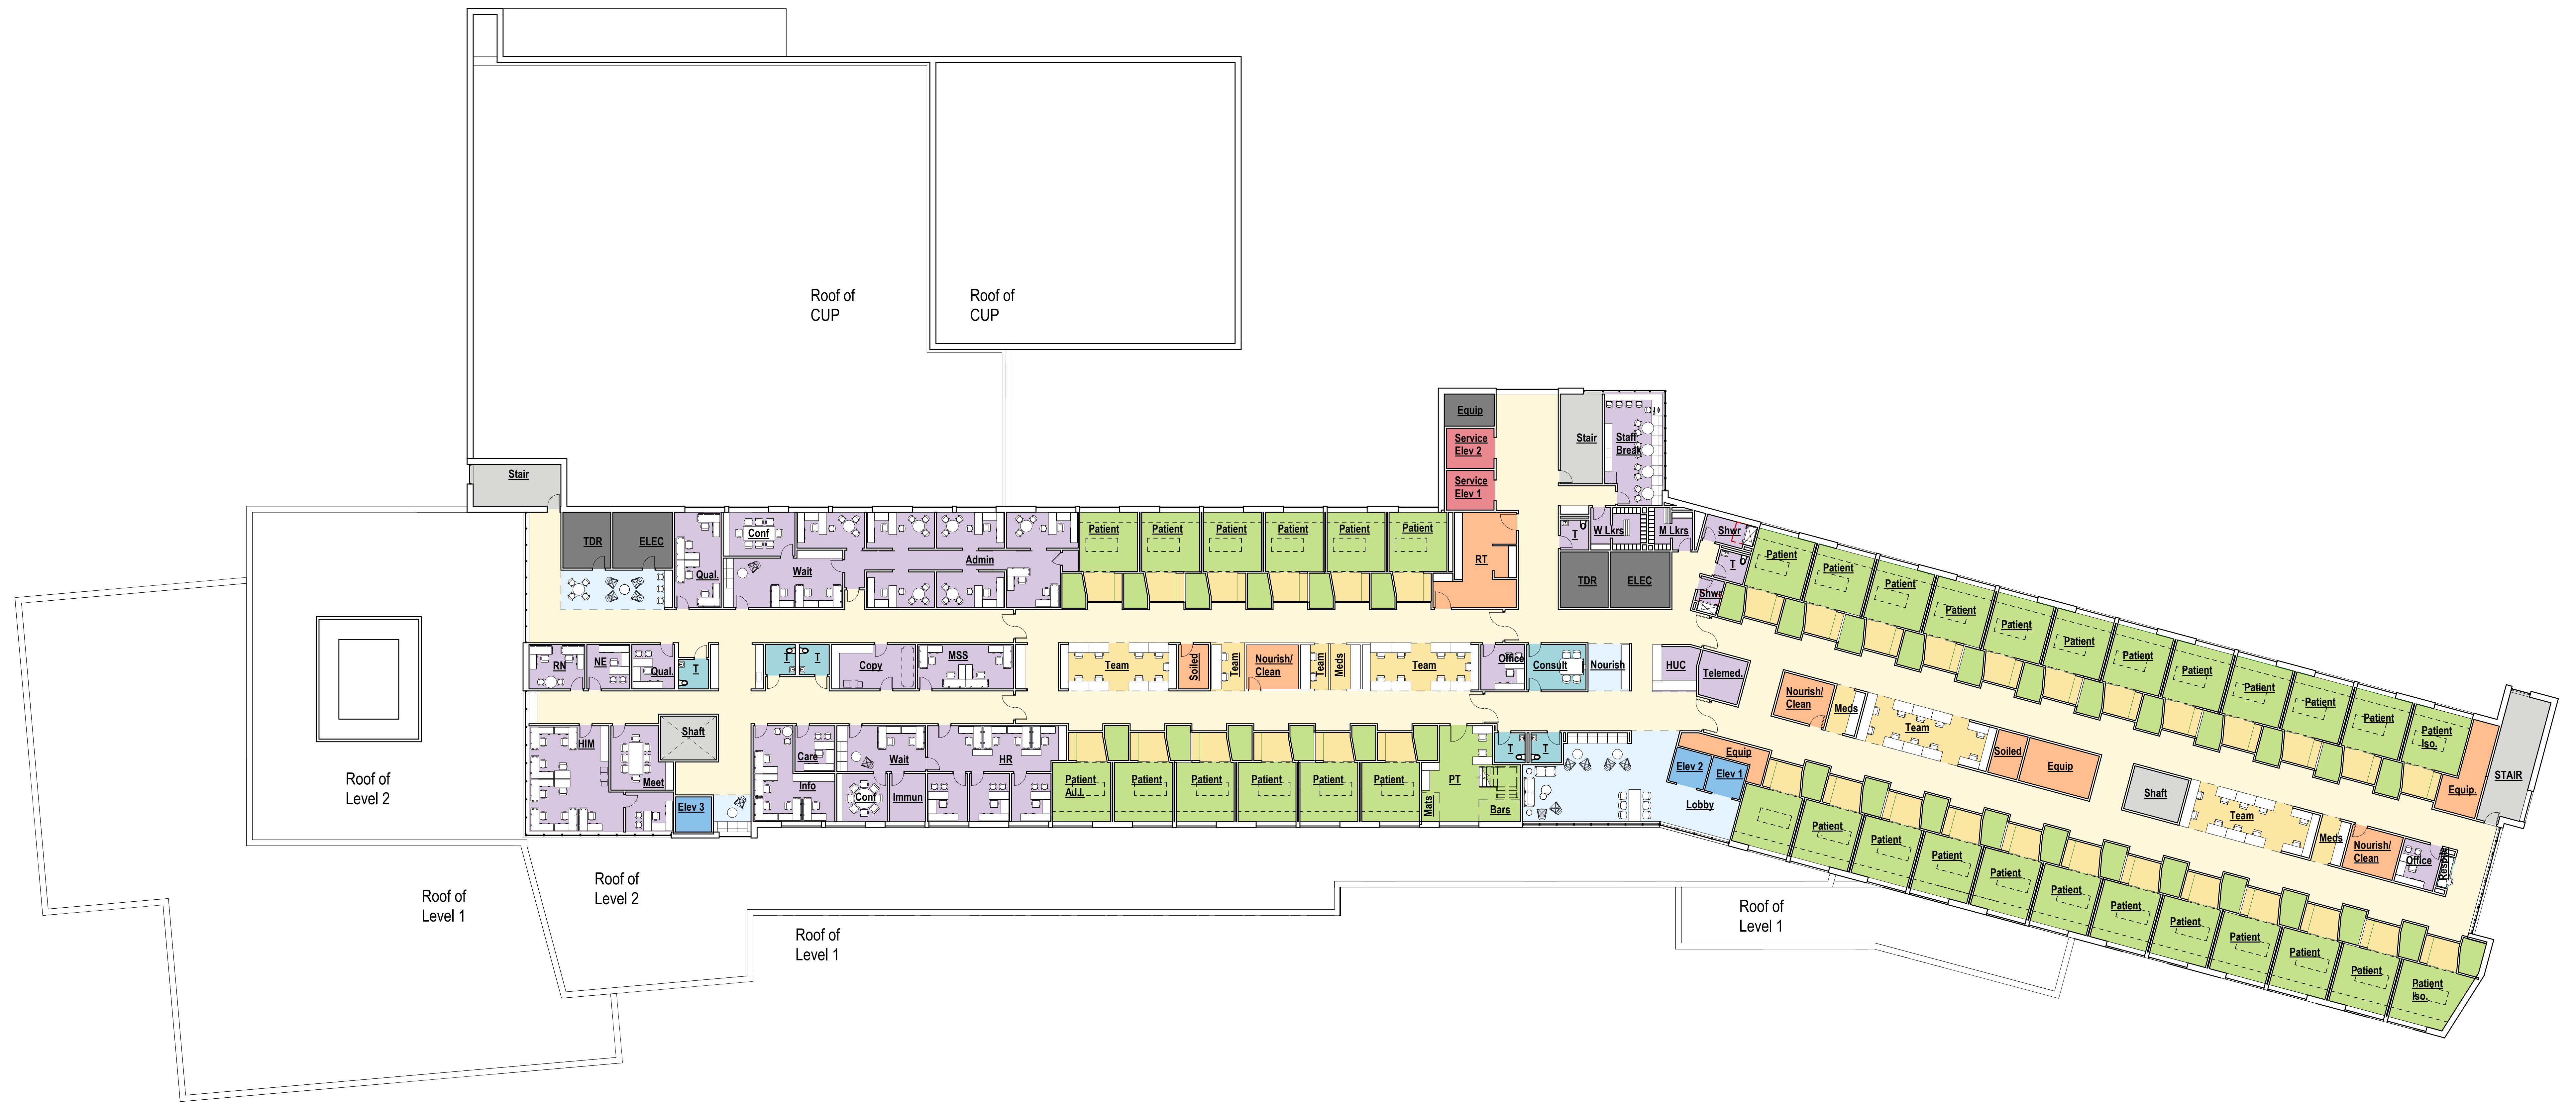 Roof of
CUP
Roof of
CUP
Equip
Service
Elev 2
Service
Elev 1
Stair
Staff
Break
Stair
TDR
ELEC
Qual.
Conf
Wait
Admin
Patient
Patient
Patient
Patient
Patient
Patient
RT
T
W Lkrs
M Lkrs
Shwr
T
Shwr
TDR
ELEC
Patient
Patient
Patient
Patient
Patient
Patient
Patient
Patient
Patient
Patient
Patient
Patient
Iso.
Equip.
STAIR
RN
NE
Qual.
T
T
T
Copy
MSS
Team
Soiled
Team
Nourish/
Clean
Team
Meds
Team
Office
Consult
Nourish
HUC
Telemed.
Nourish/
Clean
Meds
Team
Soiled
Equip
Shaft
Team
Meds
Nourish/
Clean
Office
Respite
HIM
Meet
Shaft
Elev 3
Care
Info
Wait
Conf
Immun
HR
Patient
A.I.I.
Patient
Patient
Patient
Patient
Patient
PT
Mats
Bars
T
T
Equip
Elev 2
Elev 1
Lobby
Patient
Patient
Patient
Patient
Patient
Patient
Patient
Patient
Patient
Patient
Patient
Iso.
Roof of
Level 2
Roof of
Level 1
Roof of
Level 2
Roof of
Level 1
Roof of
Level 1